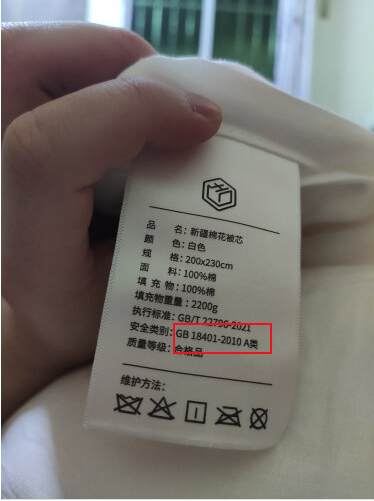 品 名：新疆棉花被芯
颜 色：白色
规 格：200x230cm
面 料：100%棉
填 充 物：100%棉
填充物重量：2200g
执行标准：GB/T 22796-2021
安全类别：GB 18401-2010 A类
质量等级：合格品
维护方法：